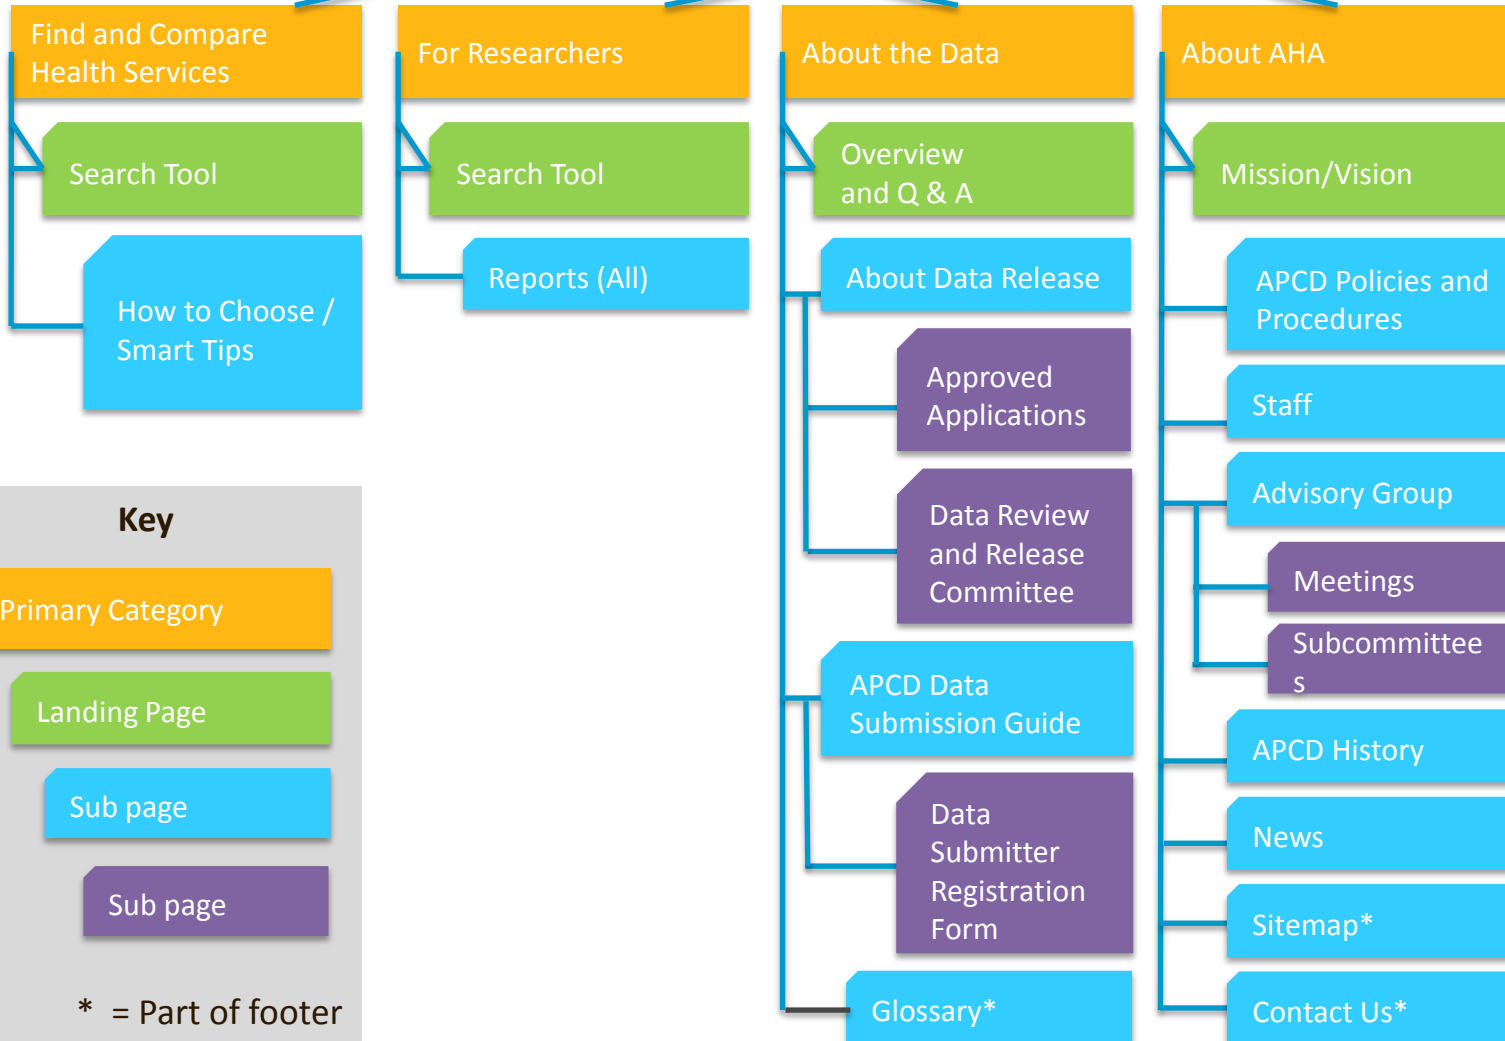 Find and Compare
Health Services
Search Tool
How to Choose /
Smart Tips
For Researchers
Search Tool
Reports (All)
About the Data
Overview
and Q & A
About Data Release
Approved
Applications
Data Review
and Release
Committee
APCD Data
Submission Guide
Data
Submitter
Registration
Form
Glossary*
About AHA
Mission/Vision
APCD Policies and
Procedures
Staff
Advisory Group
Meetings
Subcommittee
s
APCD History
News
Sitemap*
Contact Us*
Key
Primary Category
Landing Page
Sub page
Sub page
* = Part of footer